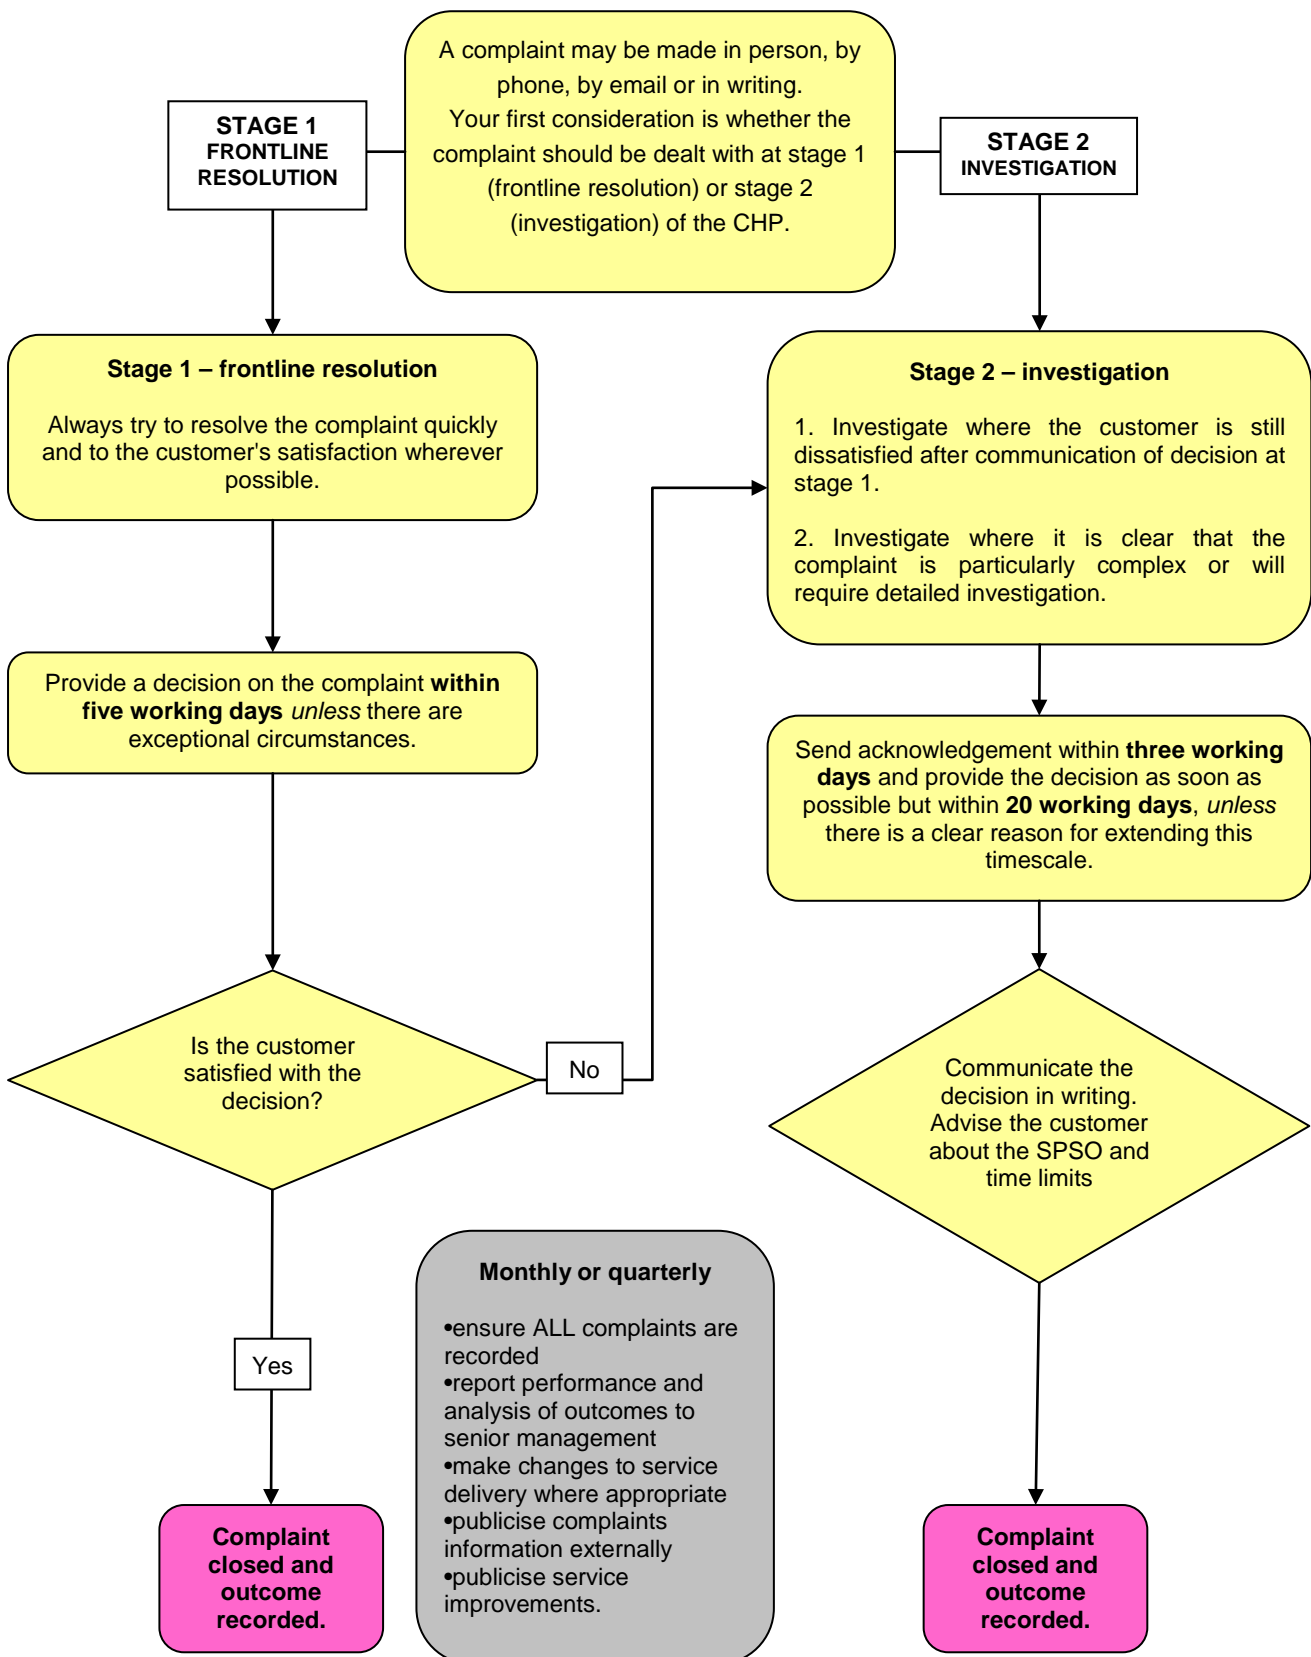 A complaint may be made in person, by
phone, by email or in writing.
Your first consideration is whether the
complaint should be dealt with at stage 1
(frontline resolution) or stage 2
(investigation) of the CHP.
STAGE 1
FRONTLINE
RESOLUTION
STAGE 2
INVESTIGATION
Stage 1 – frontline resolution
Always try to resolve the complaint quickly
and to the customer's satisfaction wherever
possible.
Provide a decision on the complaint within
five working days unless there are
exceptional circumstances.
Is the customer
satisfied with the
decision?
No
Yes
Complaint
closed and
outcome
recorded.
Stage 2 – investigation
1. Investigate where the customer is still
dissatisfied after communication of decision at
stage 1.
2. Investigate where it is clear that the
complaint is particularly complex or will
require detailed investigation.
Send acknowledgement within three working
days and provide the decision as soon as
possible but within 20 working days, unless
there is a clear reason for extending this
timescale.
Communicate the
decision in writing.
Advise the customer
about the SPSO and
time limits
Complaint
closed and
outcome
recorded.
Monthly or quarterly
•ensure ALL complaints are
recorded
•report performance and
analysis of outcomes to
senior management
•make changes to service
delivery where appropriate
•publicise complaints
information externally
•publicise service
improvements.